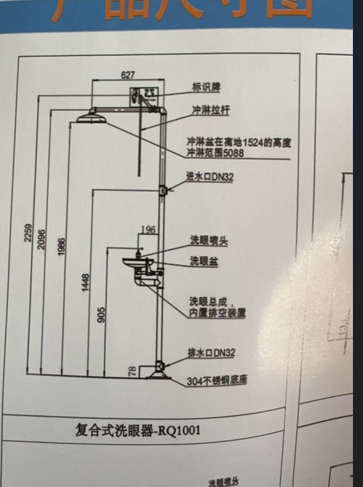 产品尺寸图
627
标识牌
冲淋拉杆
冲淋盆在离地1524的高度
冲淋范围5088
进水口DN32
196
洗眼喷头
洗眼盆
2259
2096
1986
1448
905
洗眼总成，
内置排空装置
排水口DN32
78
304不锈钢底座
复合式洗眼器-RQ1001
洗眼喷头